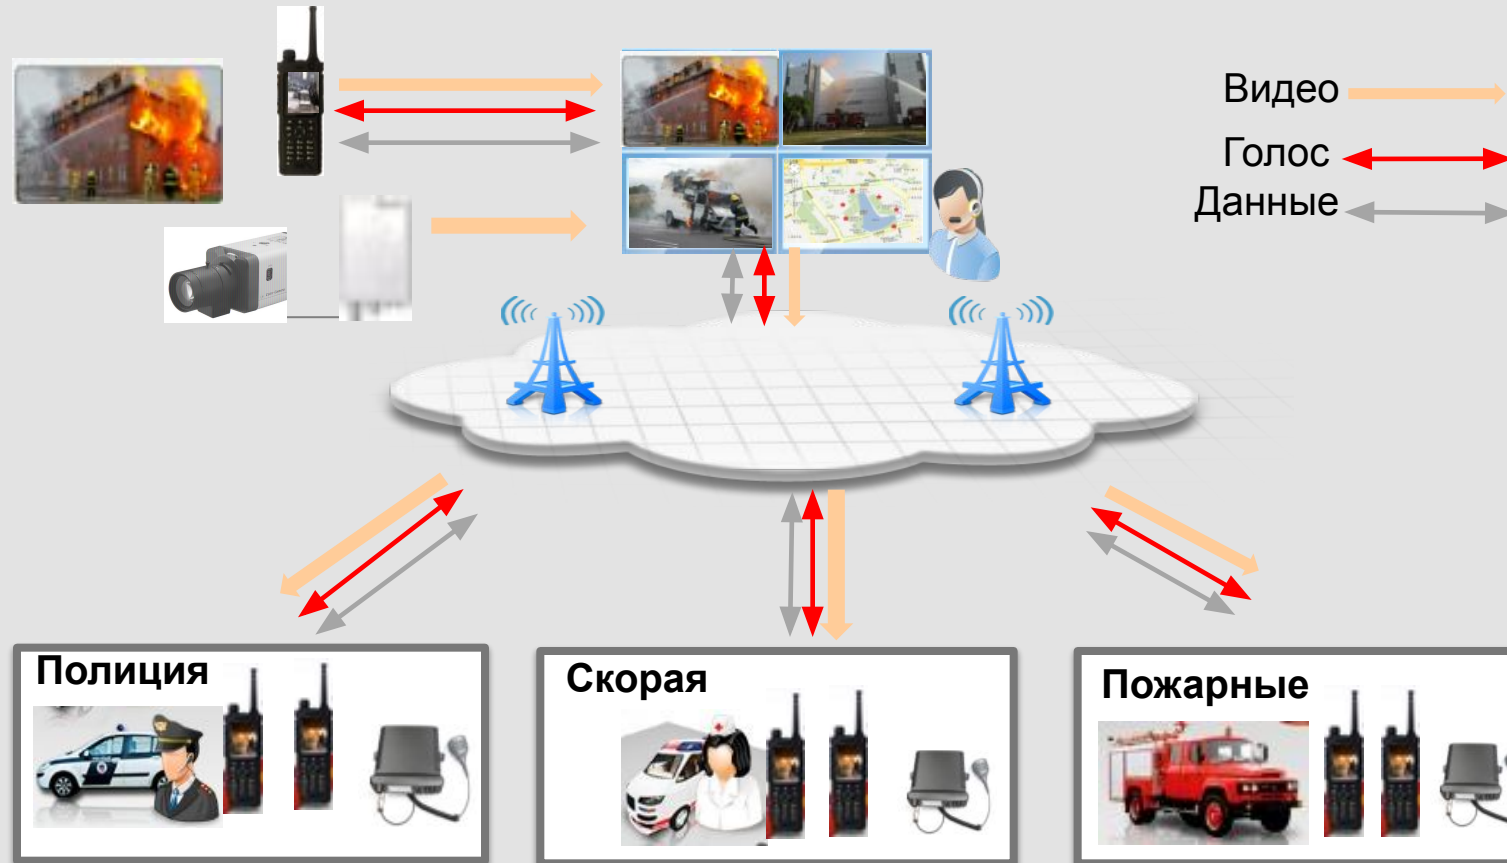 Видео
Голос
Данные
Полиция
Скорая
Пожарные